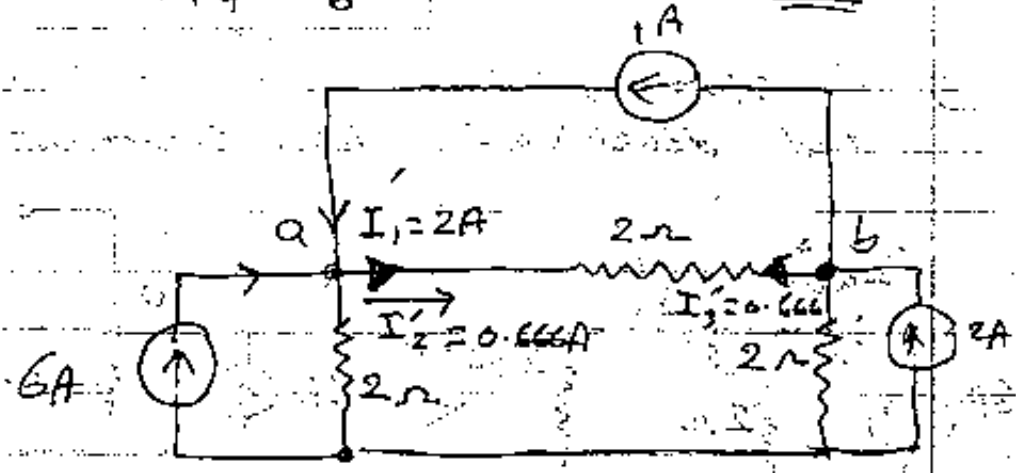 1A
a I₁' = 2A 2Ω b
I₂' = 0.666A I₃' = 0.666
6A 2Ω 2Ω 2A